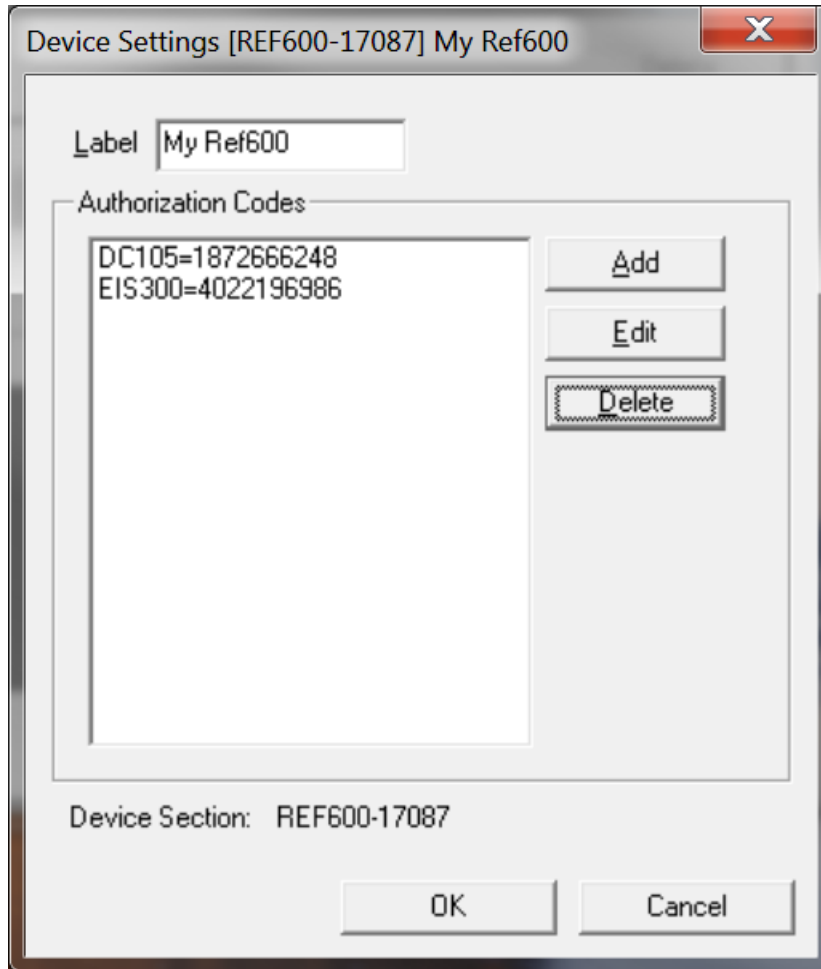 Device Settings [REF600-17087] My Ref600
X
Label My Ref600
Authorization Codes
DC105=1872666248
EIS300=4022196986
Add
Edit
Delete
Device Section: REF600-17087
OK Cancel